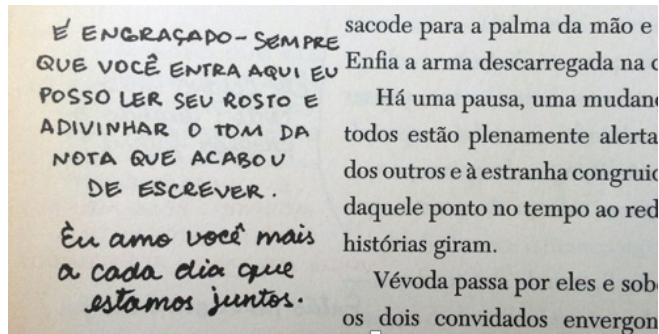 É ENGRAÇADO - SEMPRE
QUE VOCÊ ENTRA AQUI EU
POSSO LER SEU ROSTO E
ADIVINHAR O TOM DA
NOTA QUE ACABOU
DE ESCREVER.
Eu amo você mais
a cada dia que
estamos juntos.
sacode para a palma da mão e
Enfia a arma descarregada na c
Há uma pausa, uma mudanç
todos estão plenamente alerta
dos outros e à estranha congruic
daquele ponto no tempo ao red
histórias giram.
Vévoda passa por eles e sob
os dois convidados envergon